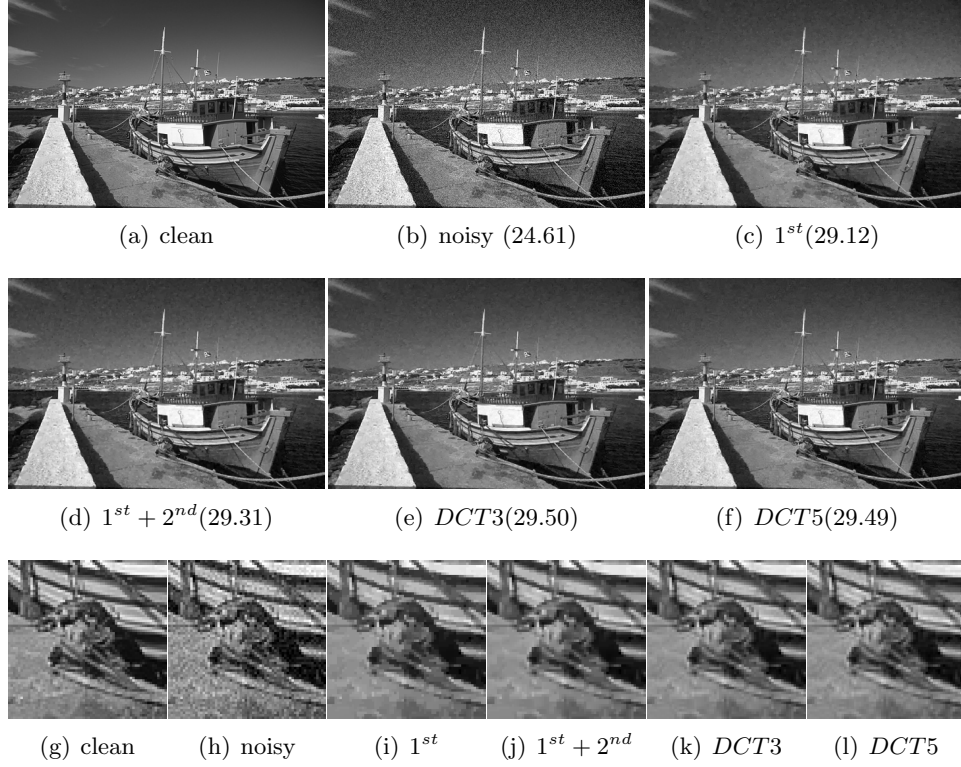 (a) clean
(b) noisy (24.61)
(c) 1st(29.12)
(d) 1st + 2nd(29.31)
(e) DCT3(29.50)
(f) DCT5(29.49)
(g) clean
(h) noisy
(i) 1st
(j) 1st + 2nd
(k) DCT3
(l) DCT5